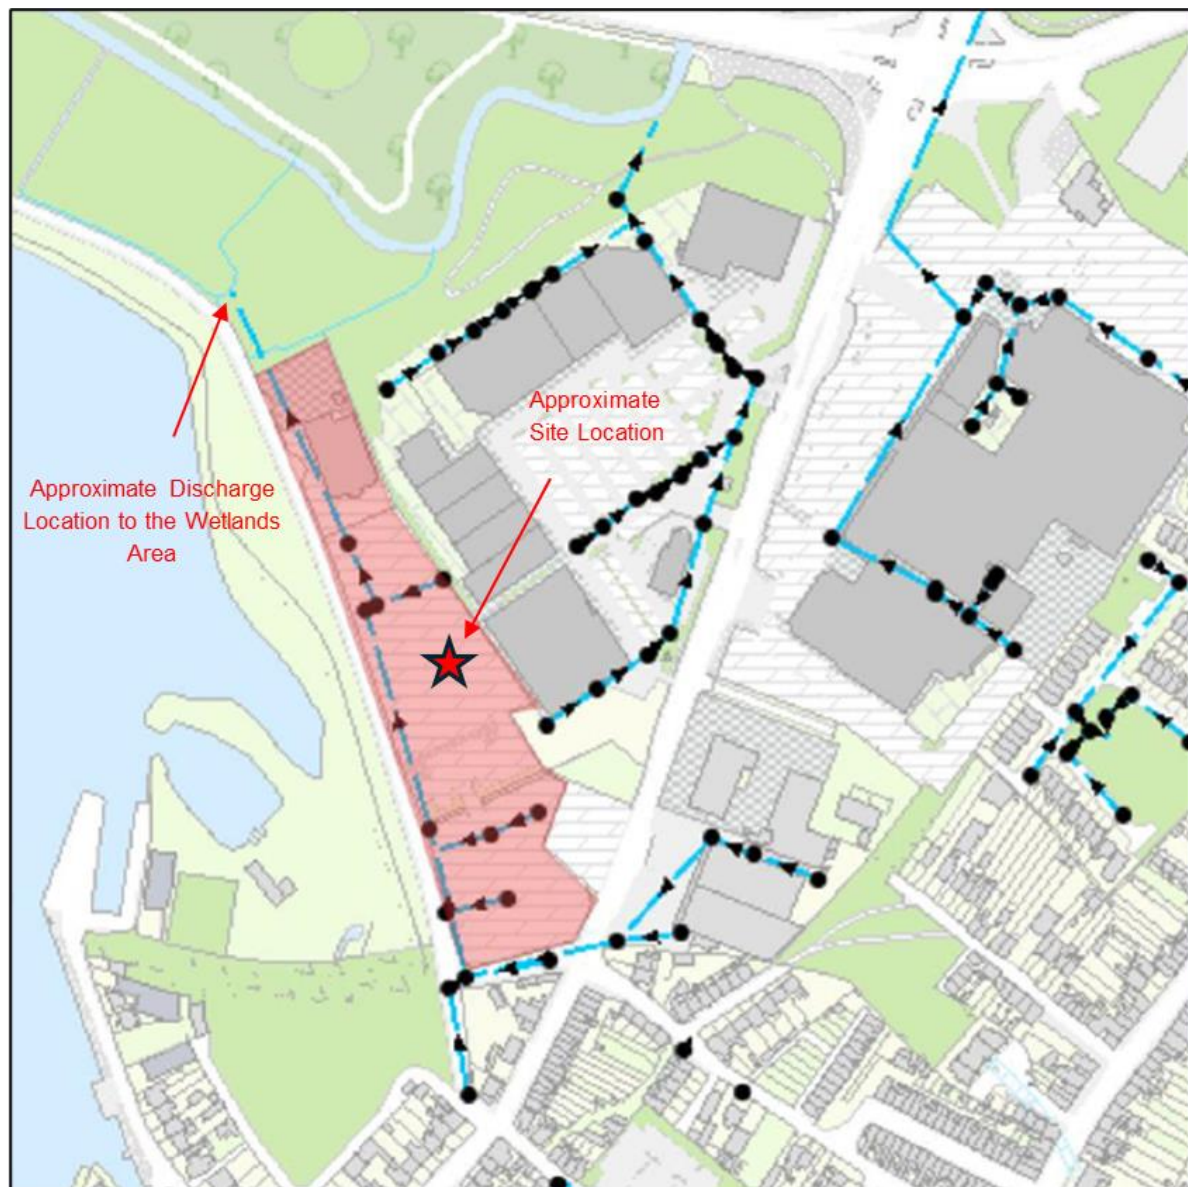 Approximate
Site Location
Approximate Discharge
Location to the Wetlands
Area